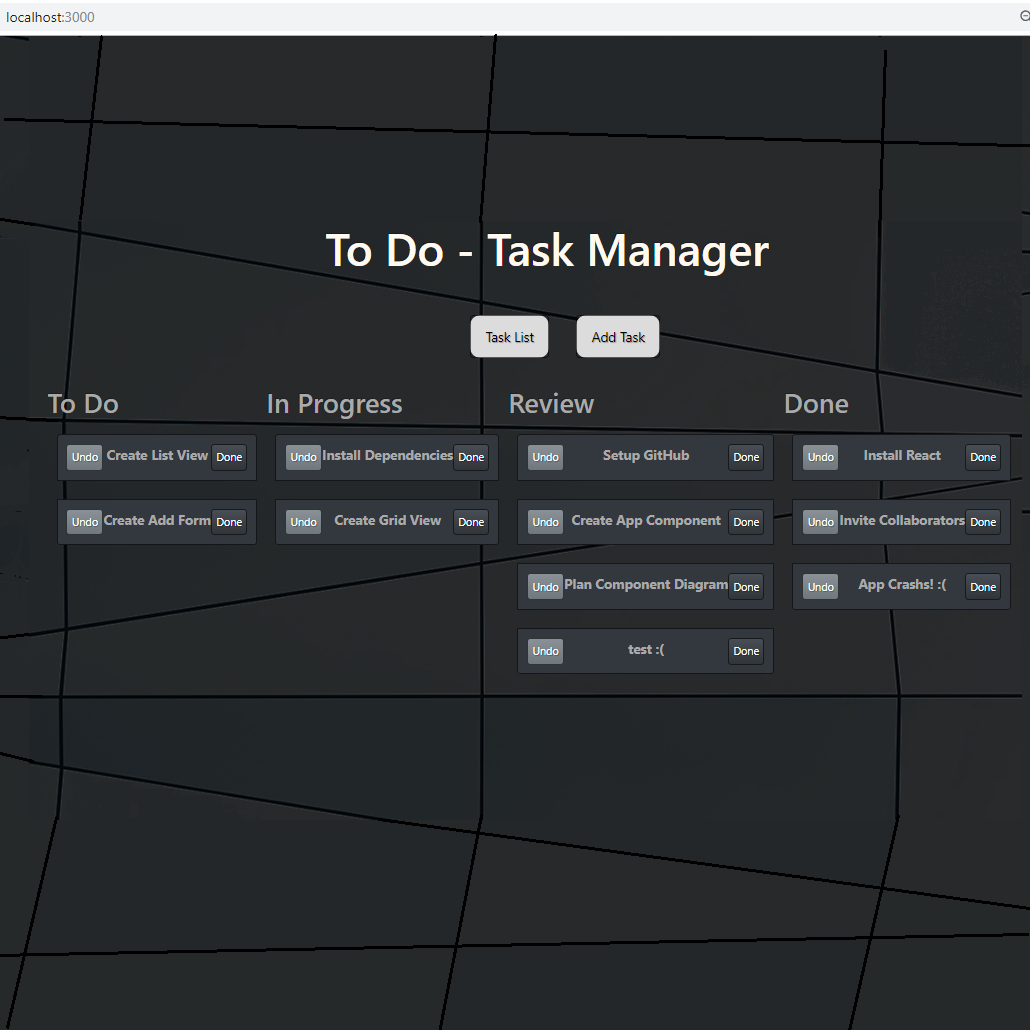 localhost:3000
To Do - Task Manager
Task List Add Task
To Do In Progress Review Done
Undo Create List View Done Undo Install Dependencies Done Undo Setup GitHub Done Undo Install React Done
Undo Create Add Form Done Undo Create Grid View Done Undo Create App Component Done Undo Invite Collaborators Done
Undo Plan Component Diagram Done Undo App Crashs! :( Done
Undo test :( Done